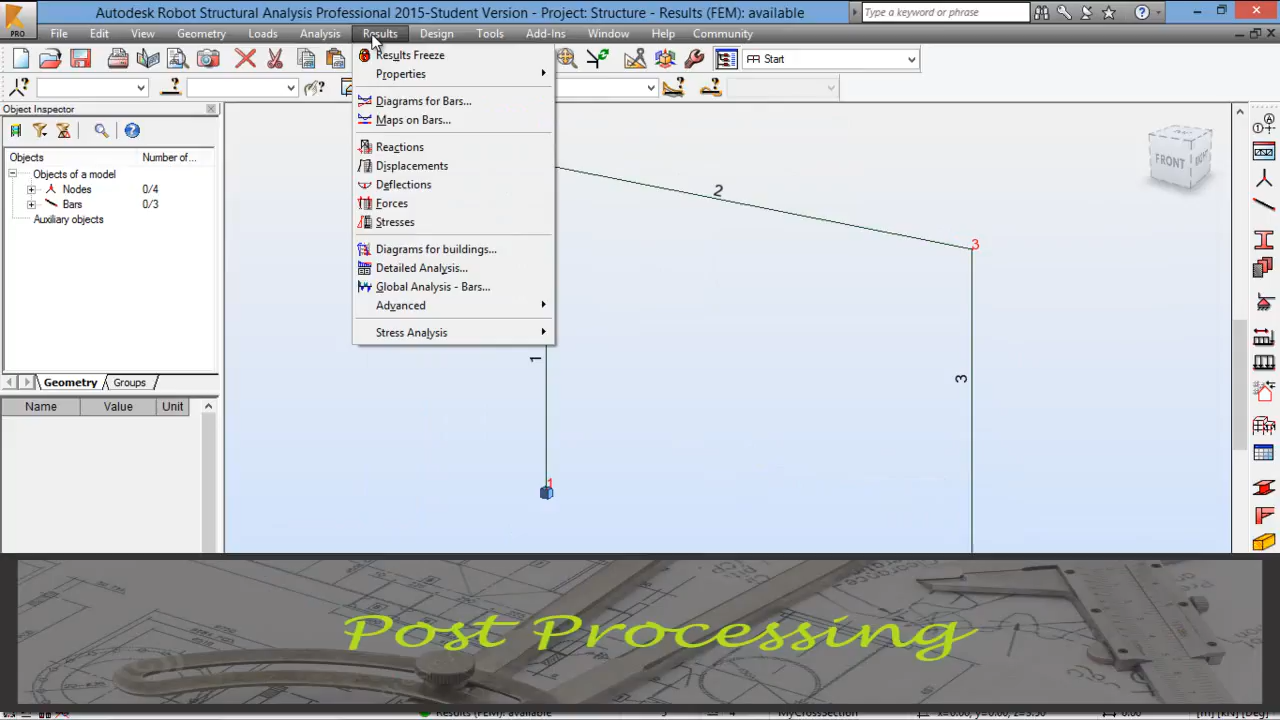 Autodesk Robot Structural Analysis Professional 2015-Student Version - Project: Structure - Results (FEM): available
Type a keyword or phrase
PRO
File Edit View Geometry Loads Analysis Results Design Tools Add-Ins Window Help Community
Start
Results Freeze
Properties
Diagrams for Bars...
Maps on Bars...
Reactions
Displacements
Deflections
Forces
Stresses
Diagrams for buildings...
Detailed Analysis...
Global Analysis - Bars...
Advanced
Stress Analysis
Object Inspector
Objects Number of...
Objects of a model
Nodes 0/4
Bars 0/3
Auxiliary objects
Geometry Groups
Name Value Unit
FRONT
RIGHT
2
3
1
3
1
Post Processing
Results (FEM): available